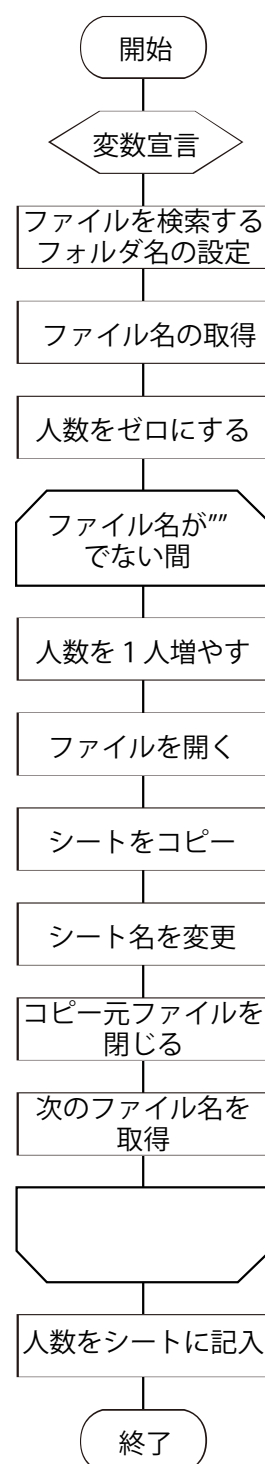 開始
変数宣言
ファイルを検索する
フォルダ名の設定
ファイル名の取得
人数をゼロにする
ファイル名が””
でない間
人数を1人増やす
ファイルを開く
シートをコピー
シート名を変更
コピー元ファイルを
閉じる
次のファイル名を
取得
人数をシートに記入
終了